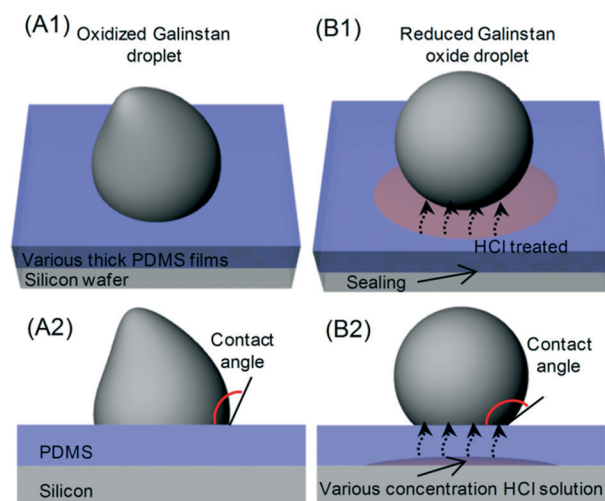 (A1)
Oxidized Galinstan
droplet
Various thick PDMS films
Silicon wafer
(B1)
Reduced Galinstan
oxide droplet
HCl treated
Sealing
(A2)
Contact
angle
PDMS
Silicon
(B2)
Contact
angle
Various concentration HCl solution